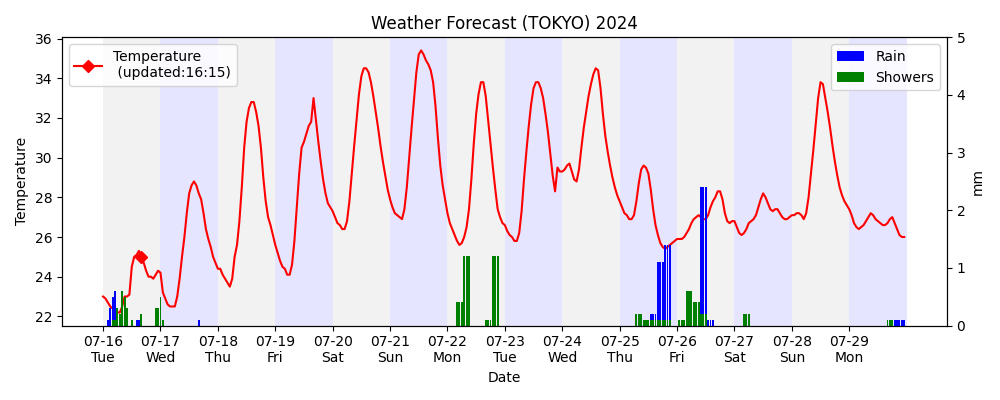 Weather Forecast (TOKYO) 2024
Temperature
(updated:16:15)
Rain
Showers
Temperature
36
34
32
30
28
26
24
22
5
4
3
2
1
0
mm
07-16 07-17 07-18 07-19 07-20 07-21 07-22 07-23 07-24 07-25 07-26 07-27 07-28 07-29
Tue Wed Thu Fri Sat Sun Mon Tue Wed Thu Fri Sat Sun Mon
Date